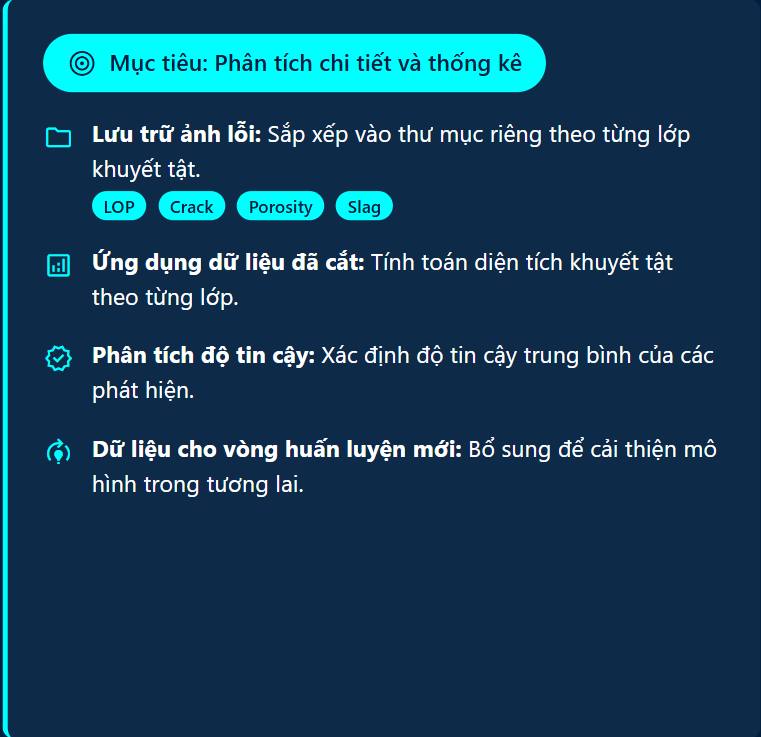 Mục tiêu: Phân tích chi tiết và thống kê
Lưu trữ ảnh lỗi: Sắp xếp vào thư mục riêng theo từng lớp
khuyết tật.
LOP Crack Porosity Slag
Ứng dụng dữ liệu đã cắt: Tính toán diện tích khuyết tật
theo từng lớp.
Phân tích độ tin cậy: Xác định độ tin cậy trung bình của các
phát hiện.
Dữ liệu cho vòng huấn luyện mới: Bổ sung để cải thiện mô
hình trong tương lai.